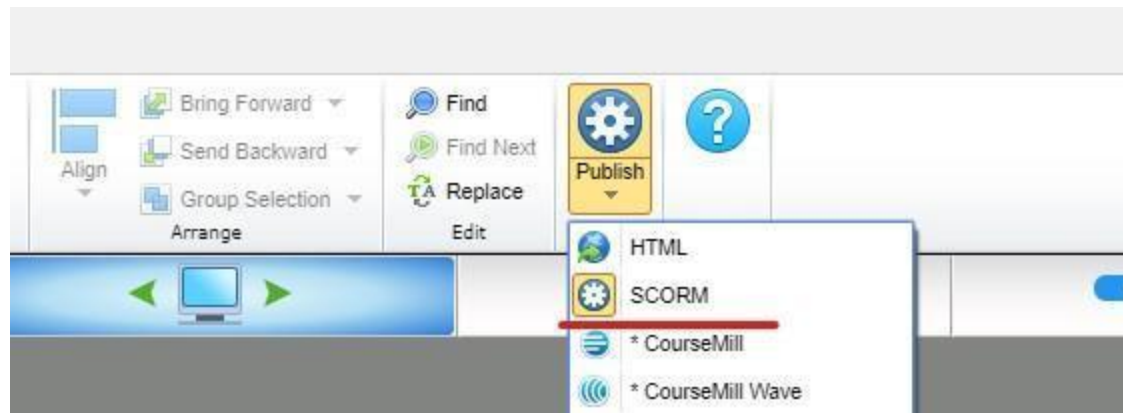 Align
Bring Forward
Send Backward
Group Selection
Arrange
Find
Find Next
Replace
Edit
Publish
HTML
SCORM
* CourseMill
* CourseMill Wave